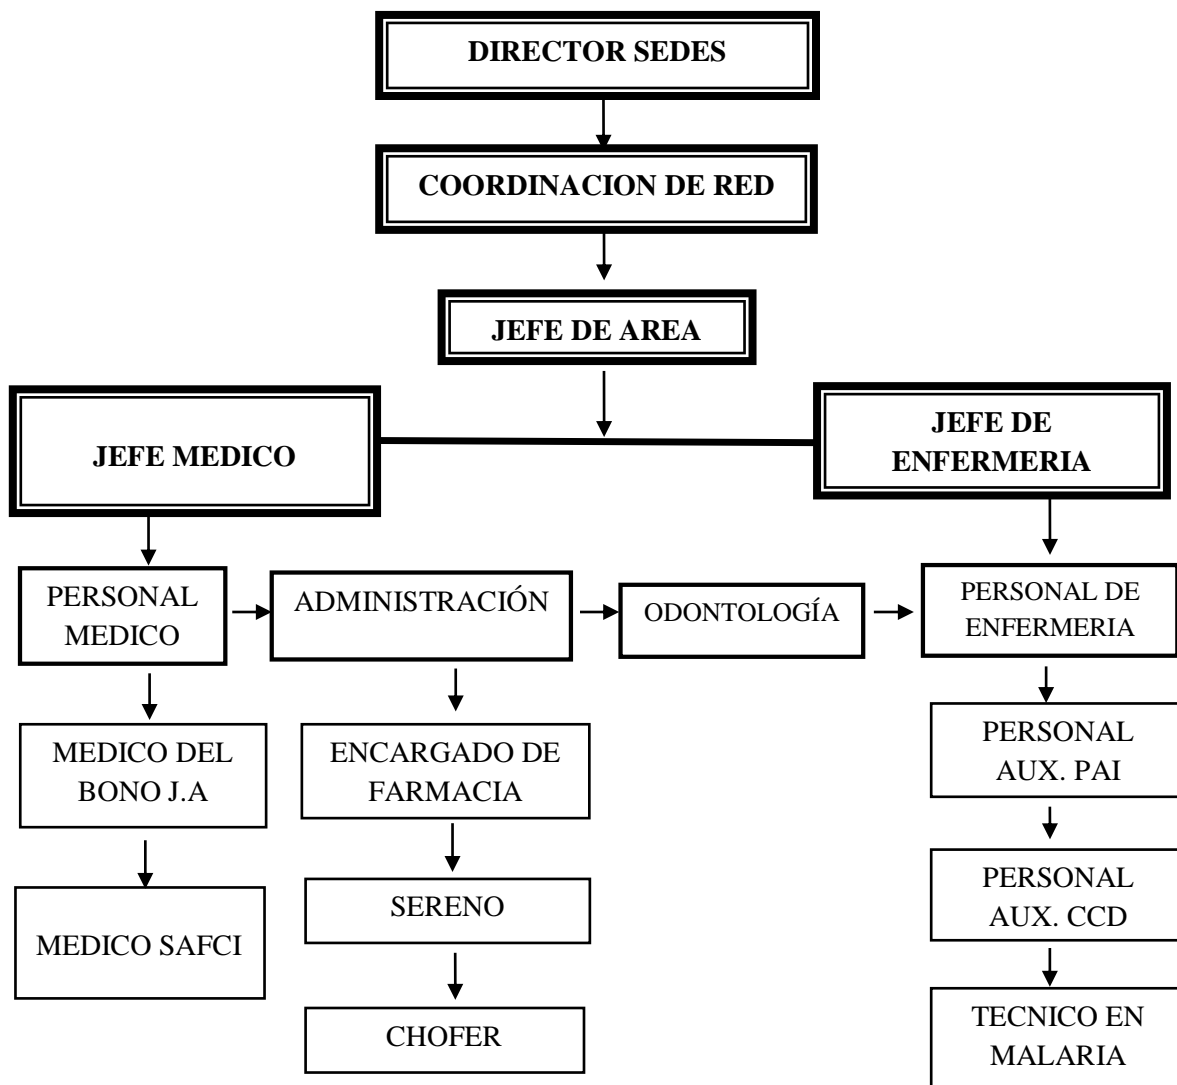 DIRECTOR SEDES
COORDINACION DE RED
JEFE DE AREA
JEFE MEDICO
JEFE DE
ENFERMERIA
PERSONAL
MEDICO
ADMINISTRACIÓN
ODONTOLOGÍA
PERSONAL DE
ENFERMERIA
MEDICO DEL
BONO J.A
ENCARGADO DE
FARMACIA
PERSONAL
AUX. PAI
MEDICO SAFCI
SERENO
PERSONAL
AUX. CCD
CHOFER
TECNICO EN
MALARIA